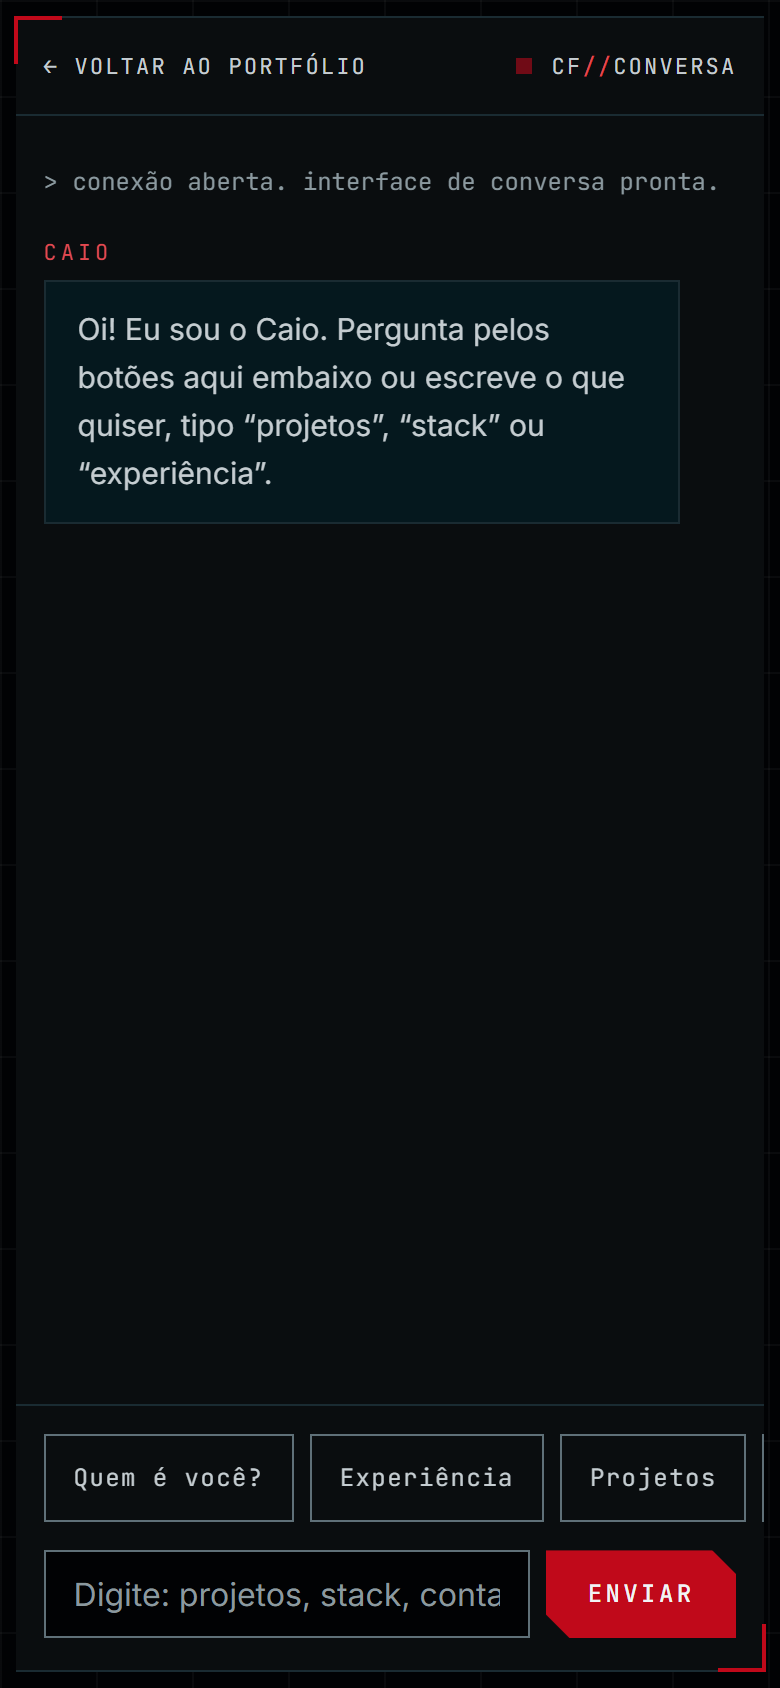 ← VOLTAR AO PORTFÓLIO
CF//CONVERSA
> conexão aberta. interface de conversa pronta.
CAIO
Oi! Eu sou o Caio. Pergunta pelos
botões aqui embaixo ou escreve o que
quiser, tipo “projetos”, “stack” ou
“experiência”.
Quem é você?
Experiência
Projetos
Digite: projetos, stack, conta
ENVIAR